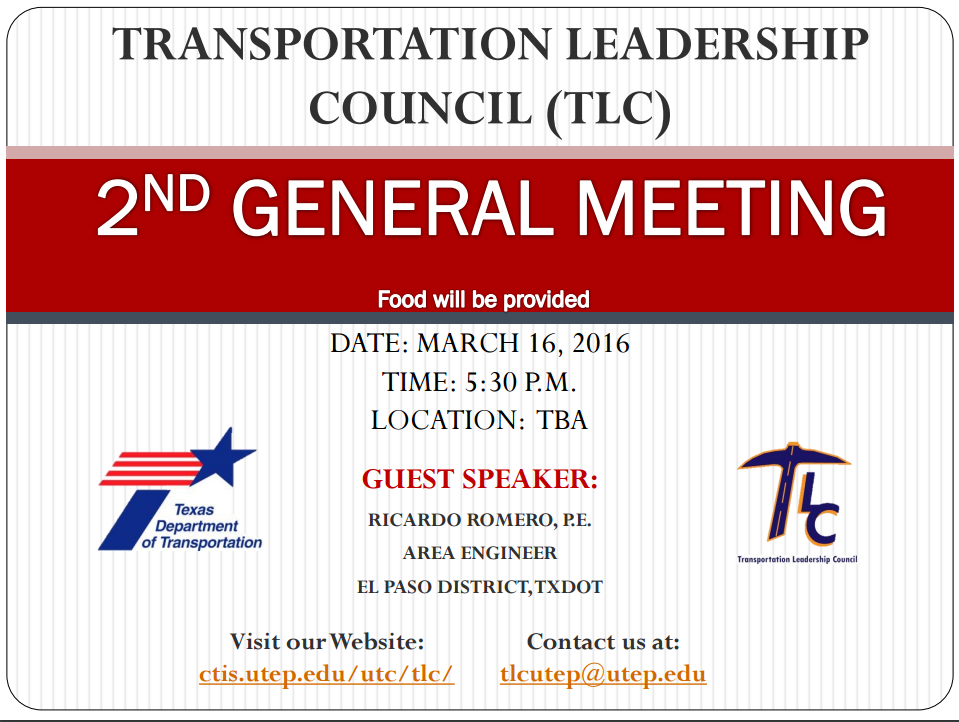 TRANSPORTATION LEADERSHIP
COUNCIL (TLC)
2ND GENERAL MEETING
Food will be provided
DATE: MARCH 16, 2016
TIME: 5:30 P.M.
LOCATION: TBA
Texas
Department
of Transportation
GUEST SPEAKER:
RICARDO ROMERO, P.E.
AREA ENGINEER
EL PASO DISTRICT, TXDOT
TLC
Transportation Leadership Council
Visit our Website:
ctis.utep.edu/utc/tlc/
Contact us at:
tlcutep@utep.edu